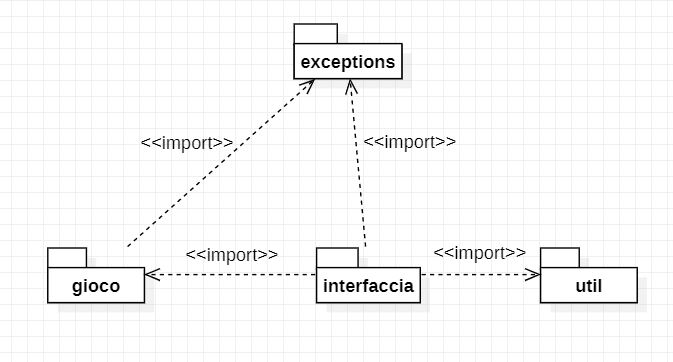 exceptions
<<import>>
<<import>>
<<import>>
<<import>>
gioco
interfaccia
util